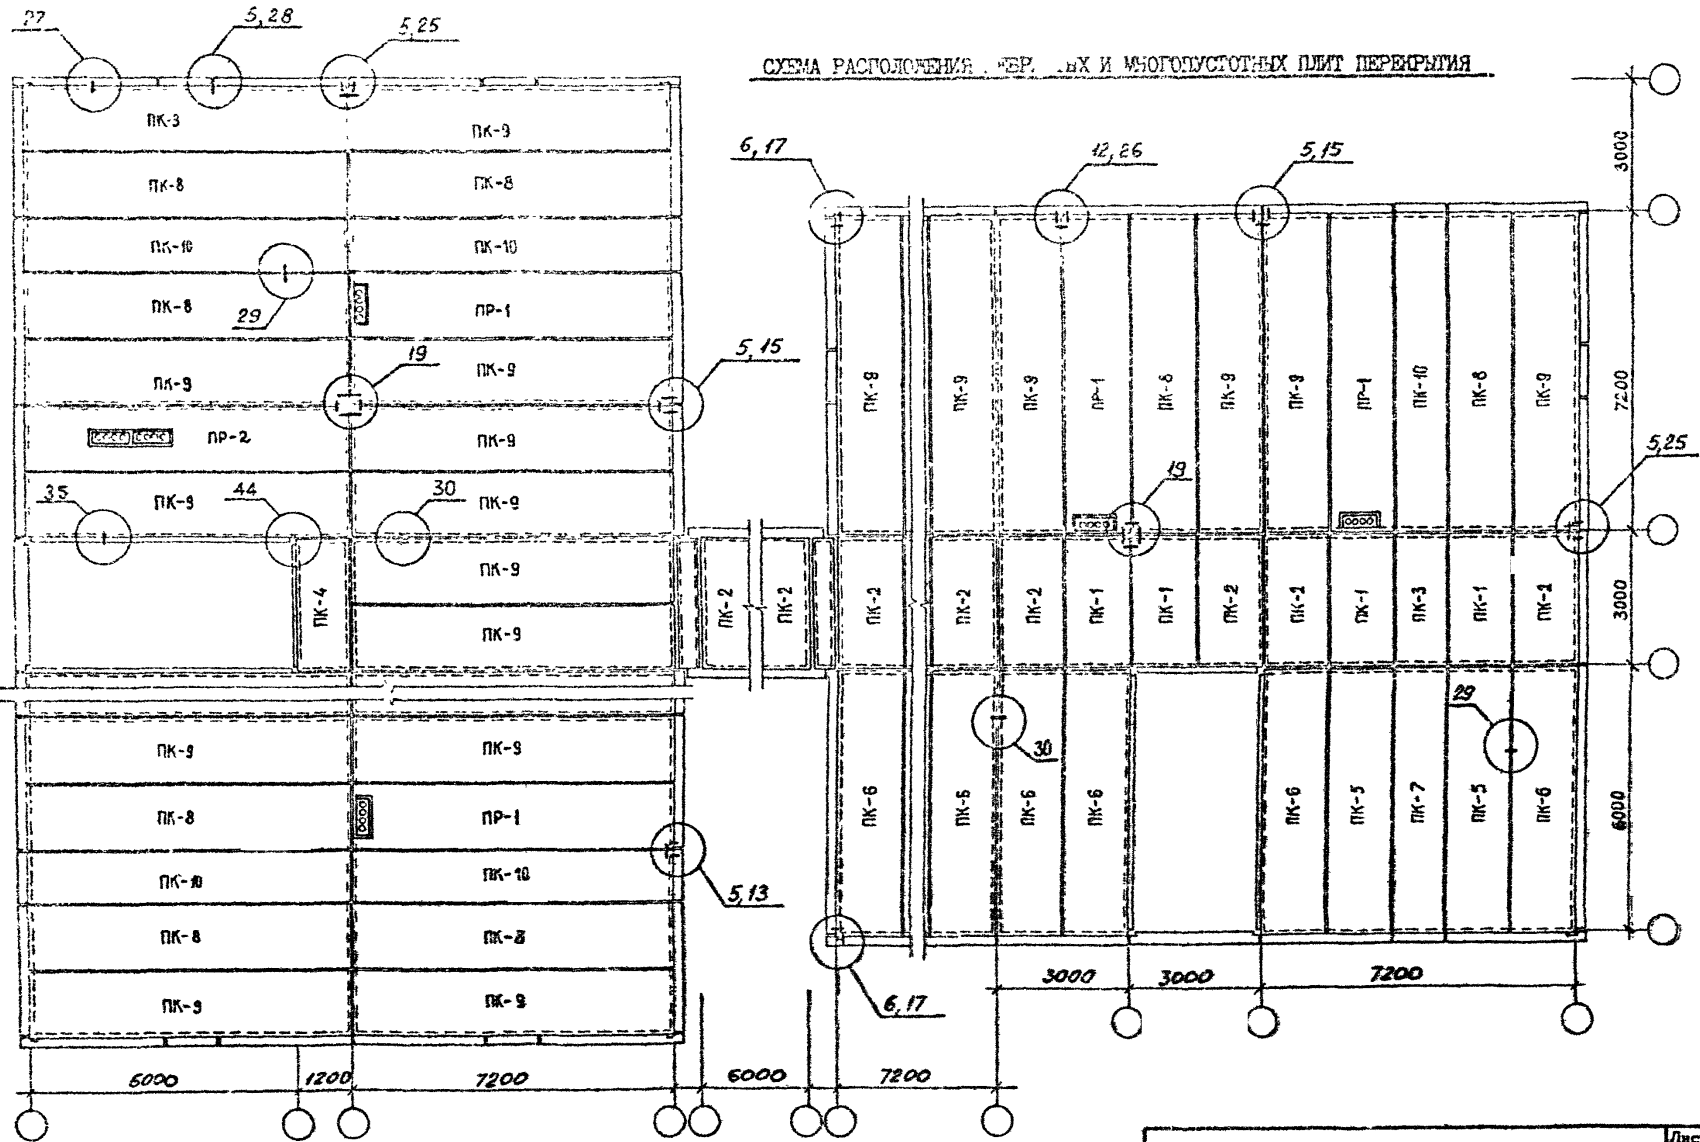 5,28
5,25
СХЕМА РАСПОЛОЖЕНИЯ И МНОГОПУСТОТНЫХ ПЛИТ ПЕРЕКРЫТИЯ
ПК-9
ПК-8
ПК-8
ПК-10
ПК-10
29
ПК-8
ПР-1
19
5,15
ПК-9
ПК-9
ПР-2
ПК-9
35
ПК-9
44
30
ПК-9
ПК-4
ПК-9
ПК-9
ПК-9
ПК-9
ПК-8
ПР-1
ПК-10
ПК-10
5,13
ПК-8
ПК-8
ПК-9
ПК-9
6000
1200
7200
6000
7200
ПК-2
ПК-2
6,17
12,26
5,15
3000
ПК-9
ПК-9
ПК-9
ПР-1
ПК-8
ПК-9
ПК-9
ПР-1
ПК-10
ПК-8
ПК-9
7200
5,25
19
ПК-2
ПК-2
ПК-2
ПК-1
ПК-1
ПК-2
ПК-2
ПК-1
ПК-3
ПК-1
ПК-2
3000
29
30
ПК-6
ПК-6
ПК-6
ПК-6
ПК-6
ПК-5
ПК-7
ПК-5
ПК-6
6000
6,17
3000
3000
7200